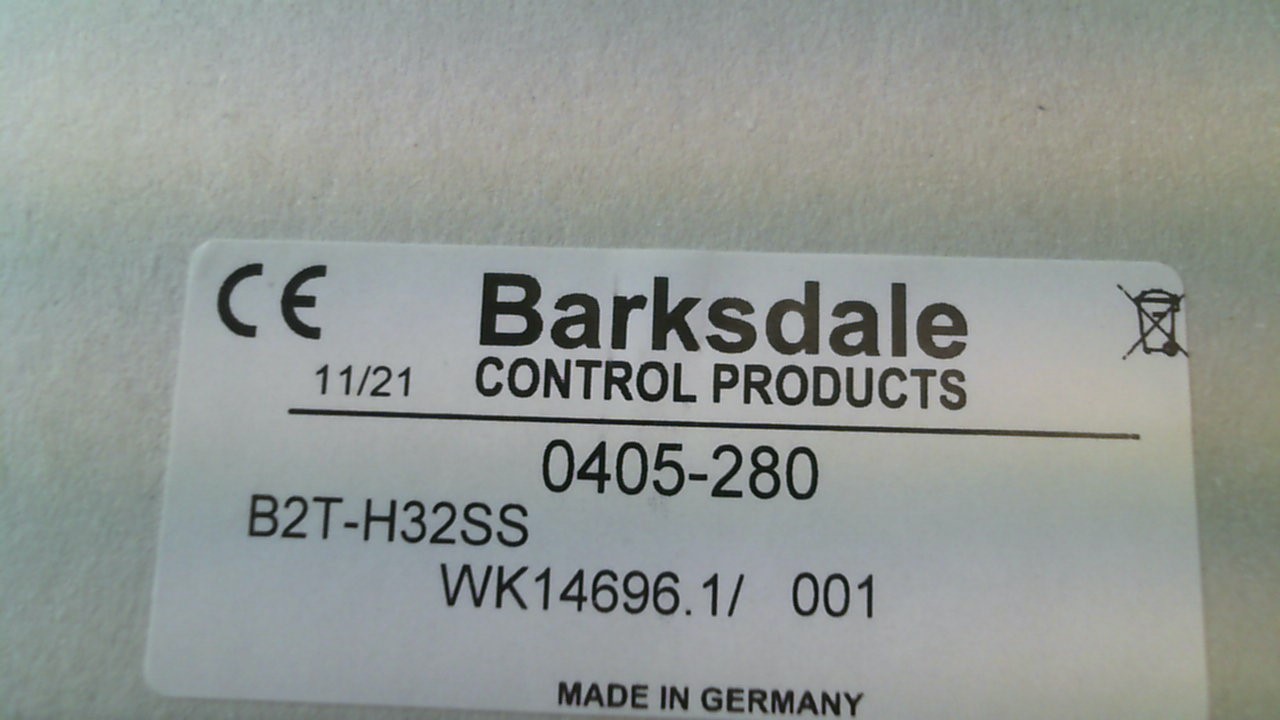 CE
Barksdale
11/21
CONTROL PRODUCTS
0405-280
B2T-H32SS
WK14696.1/ 001
MADE IN GERMANY